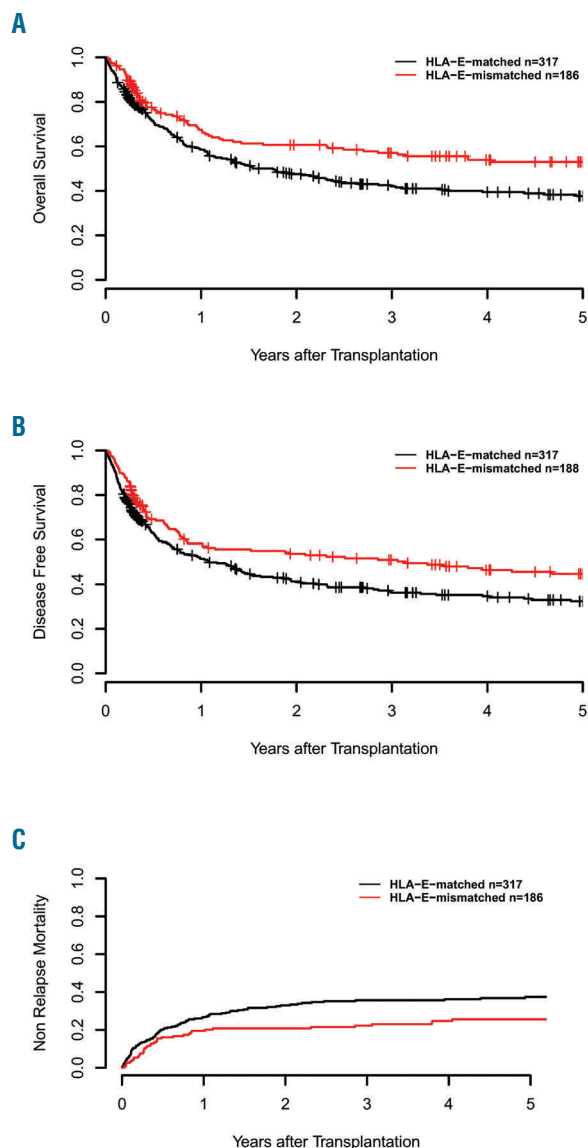 A
Overall Survival
1.0
0.8
0.6
0.4
0.2
0.0
HLA−E−matched n=317
HLA−E−mismatched n=186
0 1 2 3 4 5
Years after Transplantation
B
Disease Free Survival
1.0
0.8
0.6
0.4
0.2
0.0
HLA−E−matched n=317
HLA−E−mismatched n=188
0 1 2 3 4 5
Years after Transplantation
C
Non Relapse Mortality
1.0
0.8
0.6
0.4
0.2
0.0
HLA−E−matched n=317
HLA−E−mismatched n=186
0 1 2 3 4 5
Years after Transplantation